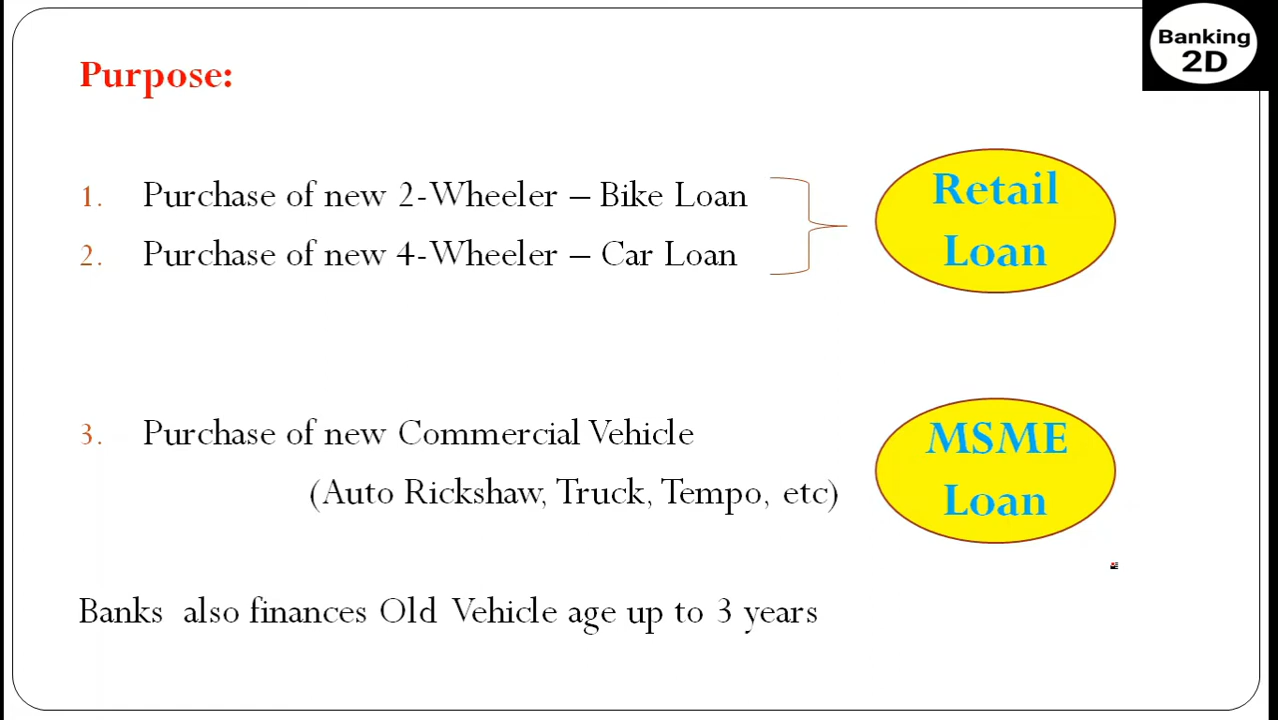 Banking
2D
Purpose:
1. Purchase of new 2-Wheeler – Bike Loan
2. Purchase of new 4-Wheeler – Car Loan
Retail
Loan
3. Purchase of new Commercial Vehicle
(Auto Rickshaw, Truck, Tempo, etc)
MSME
Loan
Banks also finances Old Vehicle age up to 3 years